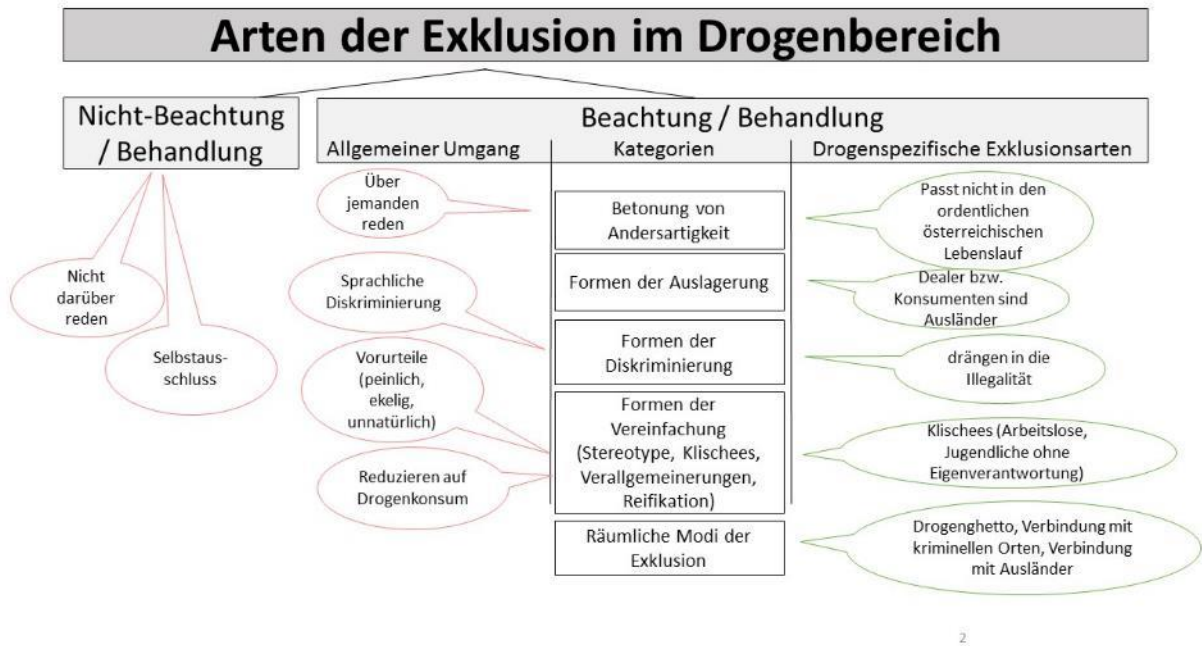 Arten der Exklusion im Drogenbereich
Nicht-Beachtung
/ Behandlung
Beachtung / Behandlung
Allgemeiner Umgang
Kategorien
Drogenspezifische Exklusionsarten
Nicht
darüber
reden
Selbstaus-
schluss
Über
jemanden
reden
Sprachliche
Diskriminierung
Vorurteile
(peinlich,
ekelig,
unnatürlich)
Reduzieren auf
Drogenkonsum
Betonung von
Andersartigkeit
Formen der Auslagerung
Formen der
Diskriminierung
Formen der
Vereinfachung
(Stereotype, Klischees,
Verallgemeinerungen,
Reifikation)
Räumliche Modi der
Exklusion
Passt nicht in den
ordentlichen
österreichischen
Lebenslauf
Dealer bzw.
Konsumenten sind
Ausländer
drängen in die
Illegalität
Klischees (Arbeitslose,
Jugendliche ohne
Eigenverantwortung)
Drogenghetto, Verbindung mit
kriminellen Orten, Verbindung
mit Ausländer
2